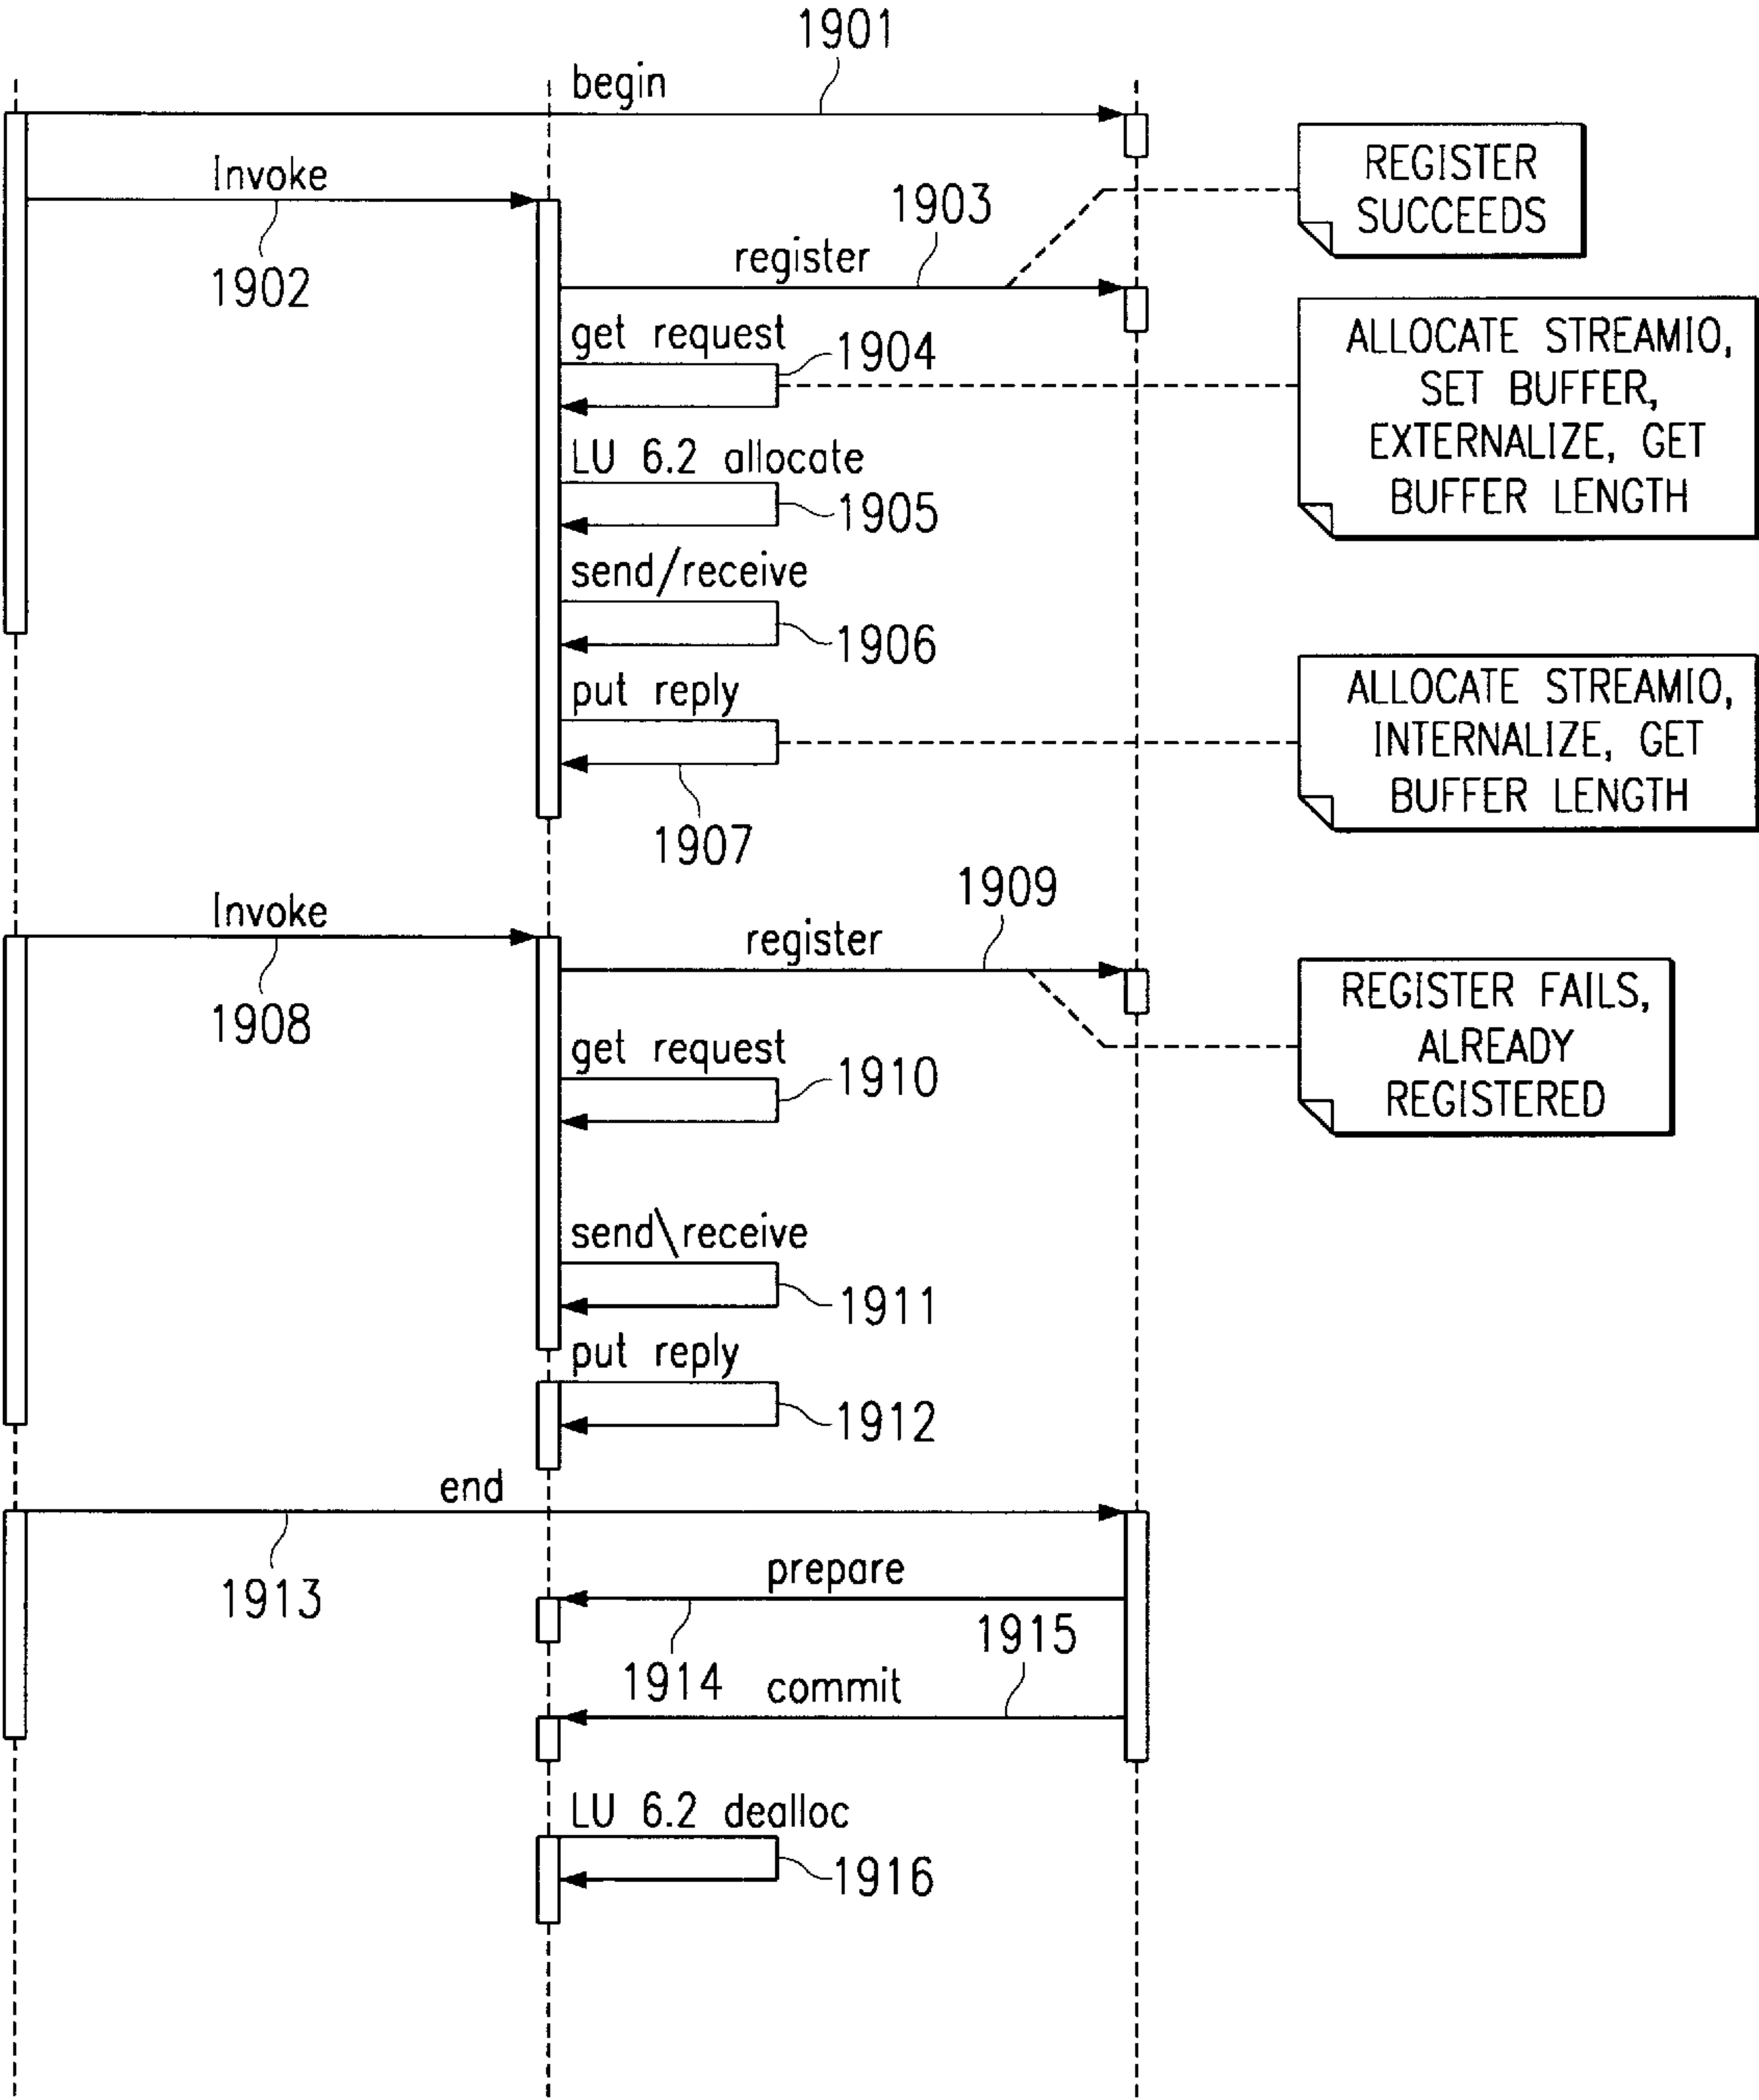 1901
begin
Invoke
REGISTER
SUCCEEDS
1903
1902
register
get request
1904
ALLOCATE STREAMIO,
SET BUFFER,
EXTERNALIZE, GET
BUFFER LENGTH
LU 6.2 allocate
1905
send/receive
1906
put reply
ALLOCATE STREAMIO,
INTERNALIZE, GET
BUFFER LENGTH
1907
1909
Invoke
register
1908
REGISTER FAILS,
ALREADY
REGISTERED
get request
1910
send\receive
1911
put reply
1912
end
1913
prepare
1914
1915
commit
LU 6.2 dealloc
1916